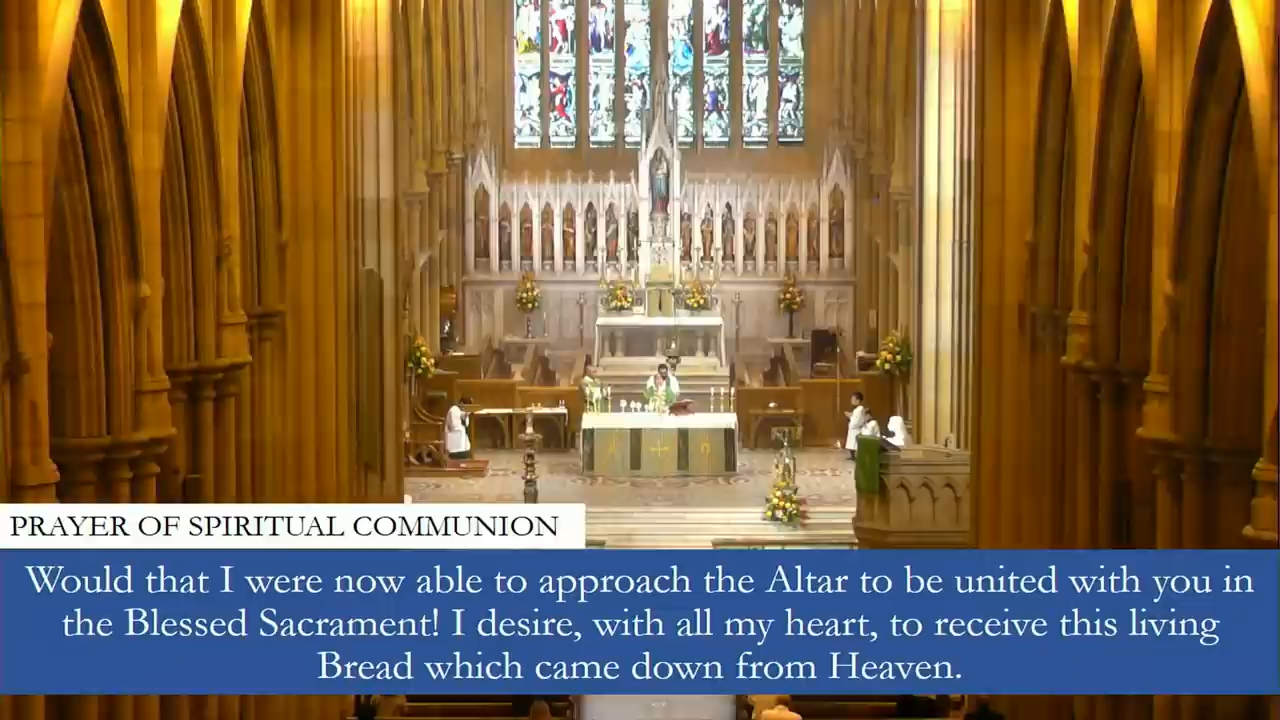 PRAYER OF SPIRITUAL COMMUNION
Would that I were now able to approach the Altar to be united with you in
the Blessed Sacrament! I desire, with all my heart, to receive this living
Bread which came down from Heaven.